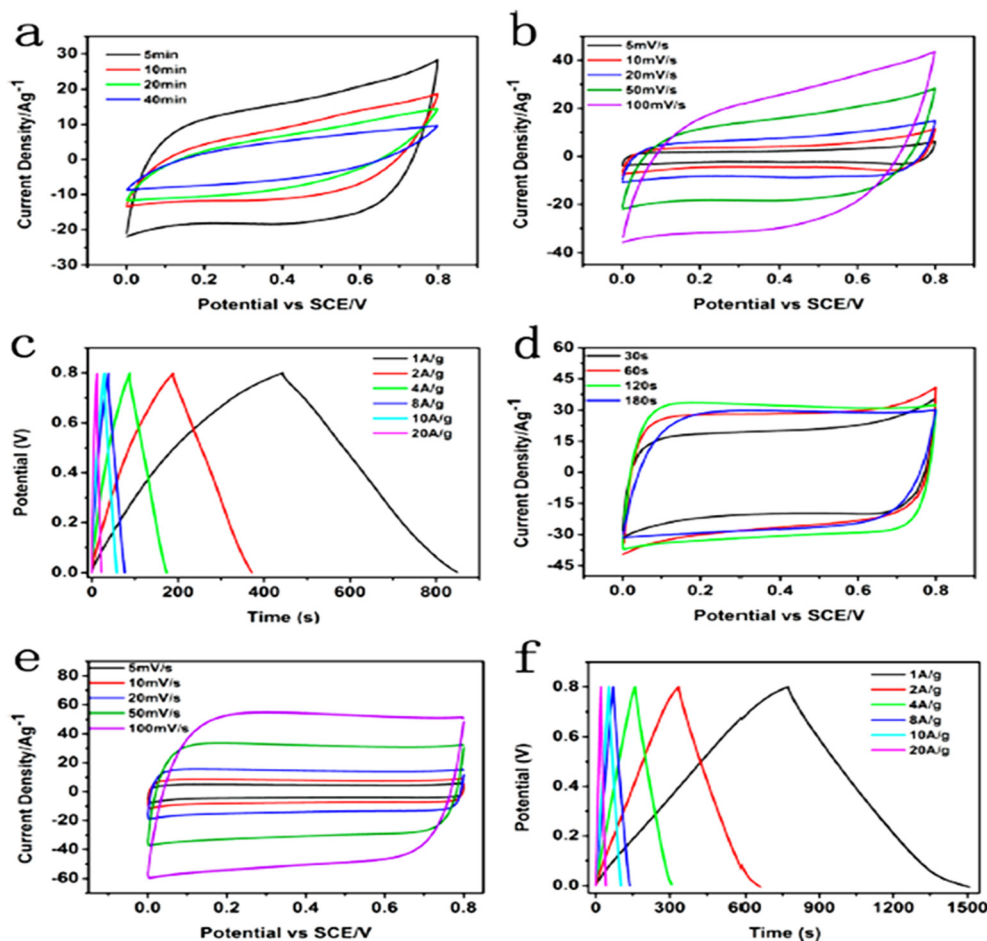 a
5min
10min
20min
40min
30
20
10
0
-10
-20
-30
0.0 0.2 0.4 0.6 0.8
Current Density/Ag-1
Potential vs SCE/V
b
5mV/s
10mV/s
20mV/s
50mV/s
100mV/s
40
20
0
-20
-40
0.0 0.2 0.4 0.6 0.8
Current Density/Ag-1
Potential vs SCE/V
c
1A/g
2A/g
4A/g
8A/g
10A/g
20A/g
0.8
0.6
0.4
0.2
0.0
0 200 400 600 800
Potential (V)
Time (s)
d
30s
60s
120s
180s
60
45
30
15
0
-15
-30
-45
0.0 0.2 0.4 0.6 0.8
Current Density/Ag-1
Potential vs SCE/V
e
5mV/s
10mV/s
20mV/s
50mV/s
100mV/s
80
60
40
20
0
-20
-40
-60
0.0 0.2 0.4 0.6 0.8
Current Density/Ag-1
Potential vs SCE/V
f
1A/g
2A/g
4A/g
8A/g
10A/g
20A/g
0.8
0.6
0.4
0.2
0.0
0 300 600 900 1200 1500
Potential (V)
Time (s)